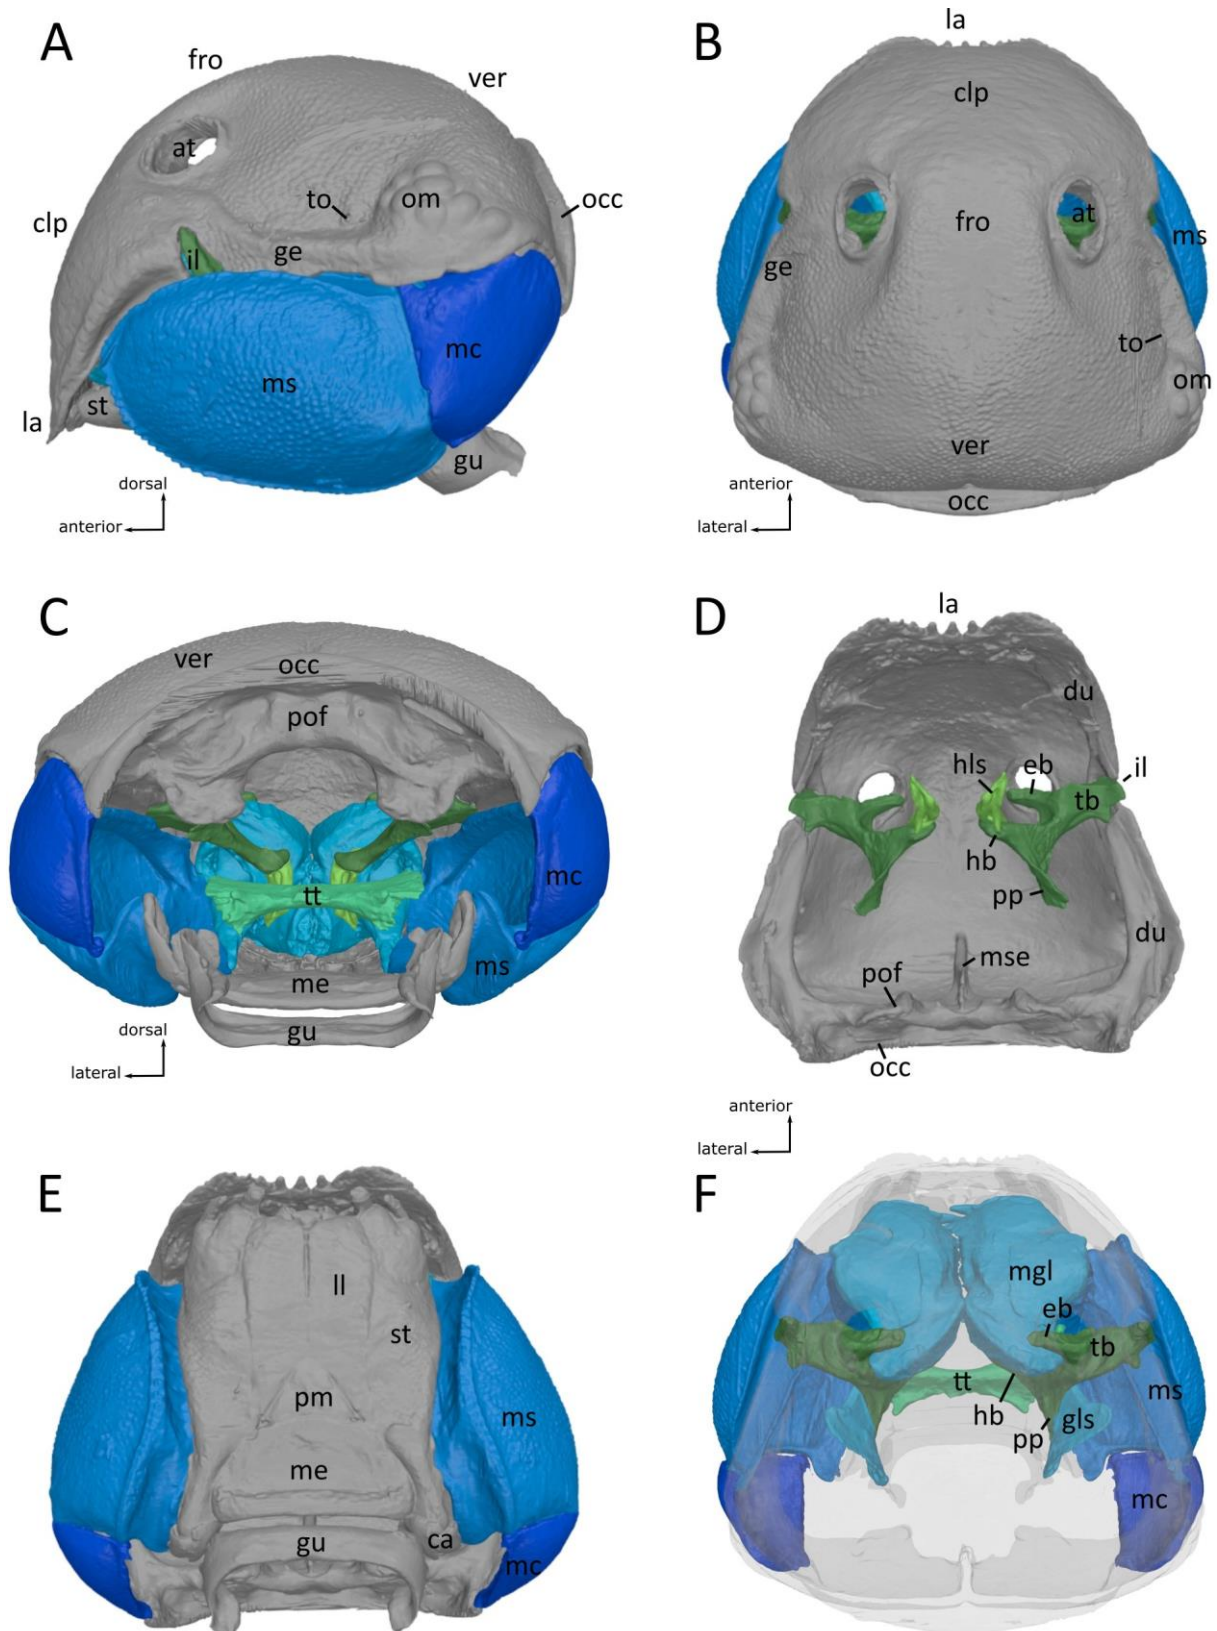 A
fro
ver
at
to
om
occ
clp
il
ge
mc
ms
la
st
gu
dorsal
anterior
B
la
clp
at
fro
ms
ge
to
om
ver
anterior
lateral
occ
C
ver
occ
pof
tt
mc
me
ms
dorsal
gu
lateral
D
la
du
hls
eb
il
tb
hb
pp
du
mse
pof
occ
anterior
lateral
E
ll
st
pm
ms
me
gu
ca
mc
F
mgl
eb
tb
tt
ms
hb
gls
pp
mc